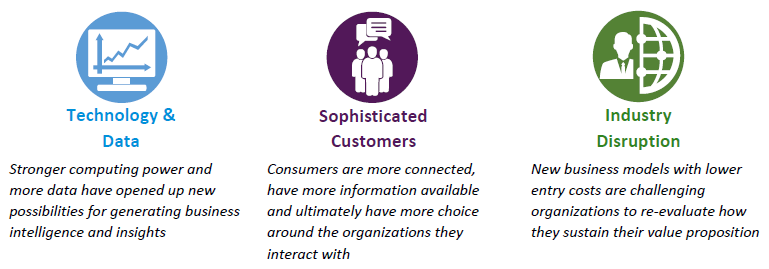 Technology &
Data
Stronger computing power and
more data have opened up new
possibilities for generating business
intelligence and insights
Sophisticated
Customers
Consumers are more connected,
have more information available
and ultimately have more choice
around the organizations they
interact with
Industry
Disruption
New business models with lower
entry costs are challenging
organizations to re-evaluate how
they sustain their value proposition